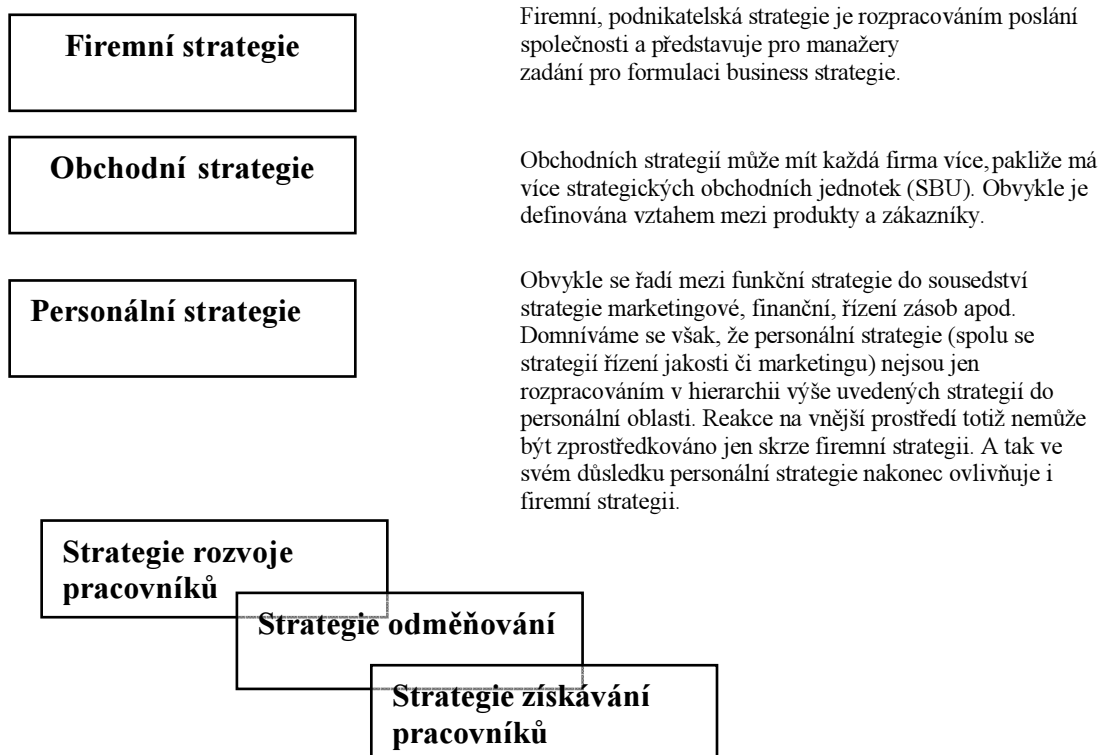 Firemní strategie
Firemní, podnikatelská strategie je rozpracováním poslání
společnosti a představuje pro manažery
zadání pro formulaci business strategie.
Obchodní strategie
Obchodních strategií může mít každá firma více, pakliže má
více strategických obchodních jednotek (SBU). Obvykle je
definována vztahem mezi produkty a zákazníky.
Personální strategie
Obvykle se řadí mezi funkční strategie do sousedství
strategie marketingové, finanční, řízení zásob apod.
Domníváme se však, že personální strategie (spolu se
strategií řízení jakosti či marketingu) nejsou jen
rozpracováním v hierarchii výše uvedených strategií do
personální oblasti. Reakce na vnější prostředí totiž nemůže
být zprostředkováno jen skrze firemní strategii. A tak ve
svém důsledku personální strategie nakonec ovlivňuje i
firemní strategii.
Strategie rozvoje
pracovníků
Strategie odměňování
Strategie získávání
pracovníků